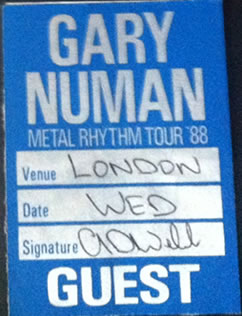 GARY
NUMAN
METAL RHYTHM TOUR '88
Venue LONDON
Date WED
Signature
GUEST